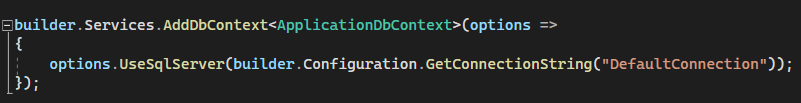 builder.Services.AddDbContext<ApplicationDbContext>(options =>
{
    options.UseSqlServer(builder.Configuration.GetConnectionString("DefaultConnection"));
});